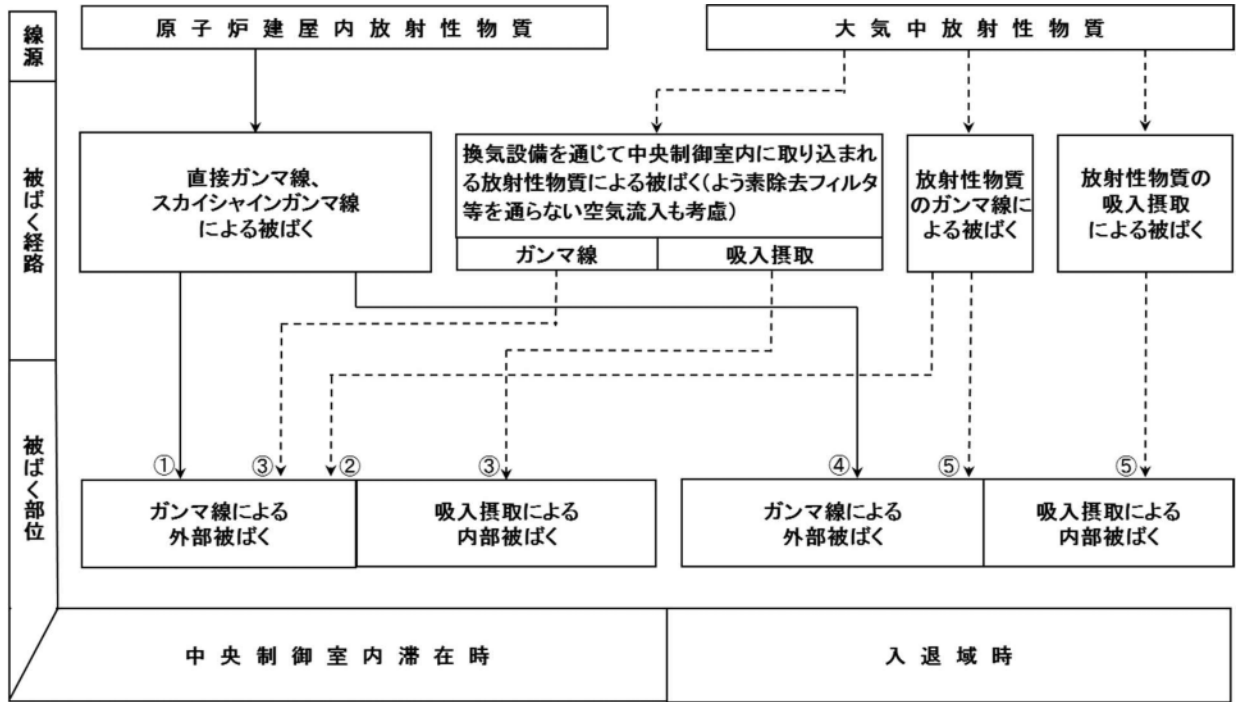 線源
原子炉建屋内放射性物質
大気中放射性物質
被ばく経路
直接ガンマ線、
スカイシャインガンマ線
による被ばく
換気設備を通じて中央制御室内に取り込まれ
る放射性物質による被ばく(よう素除去フィルタ
等を通らない空気流入も考慮)
ガンマ線
吸入摂取
放射性物質
のガンマ線に
よる被ばく
放射性物質の
吸入摂取
による被ばく
被ばく部位
①
③
②
③
④
⑤
⑤
ガンマ線による
外部被ばく
吸入摂取による
内部被ばく
ガンマ線による
外部被ばく
吸入摂取による
内部被ばく
中央制御室内滞在時
入退域時